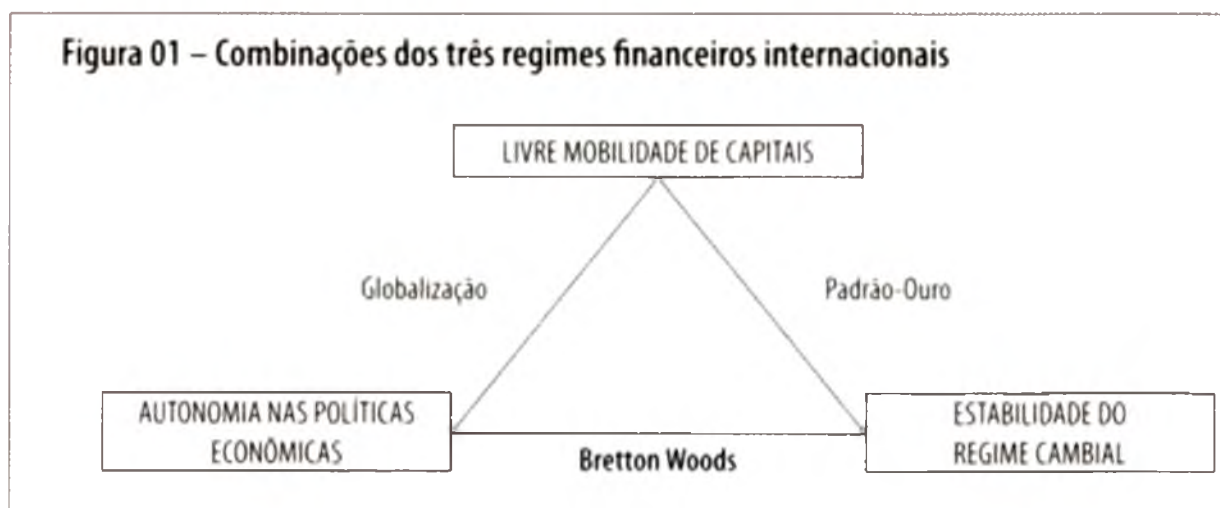 Figura 01 – Combinações dos três regimes financeiros internacionais
LIVRE MOBILIDADE DE CAPITAIS
Globalização
Padrão-Ouro
AUTONOMIA NAS POLÍTICAS
ECONÔMICAS
Bretton Woods
ESTABILIDADE DO
REGIME CAMBIAL